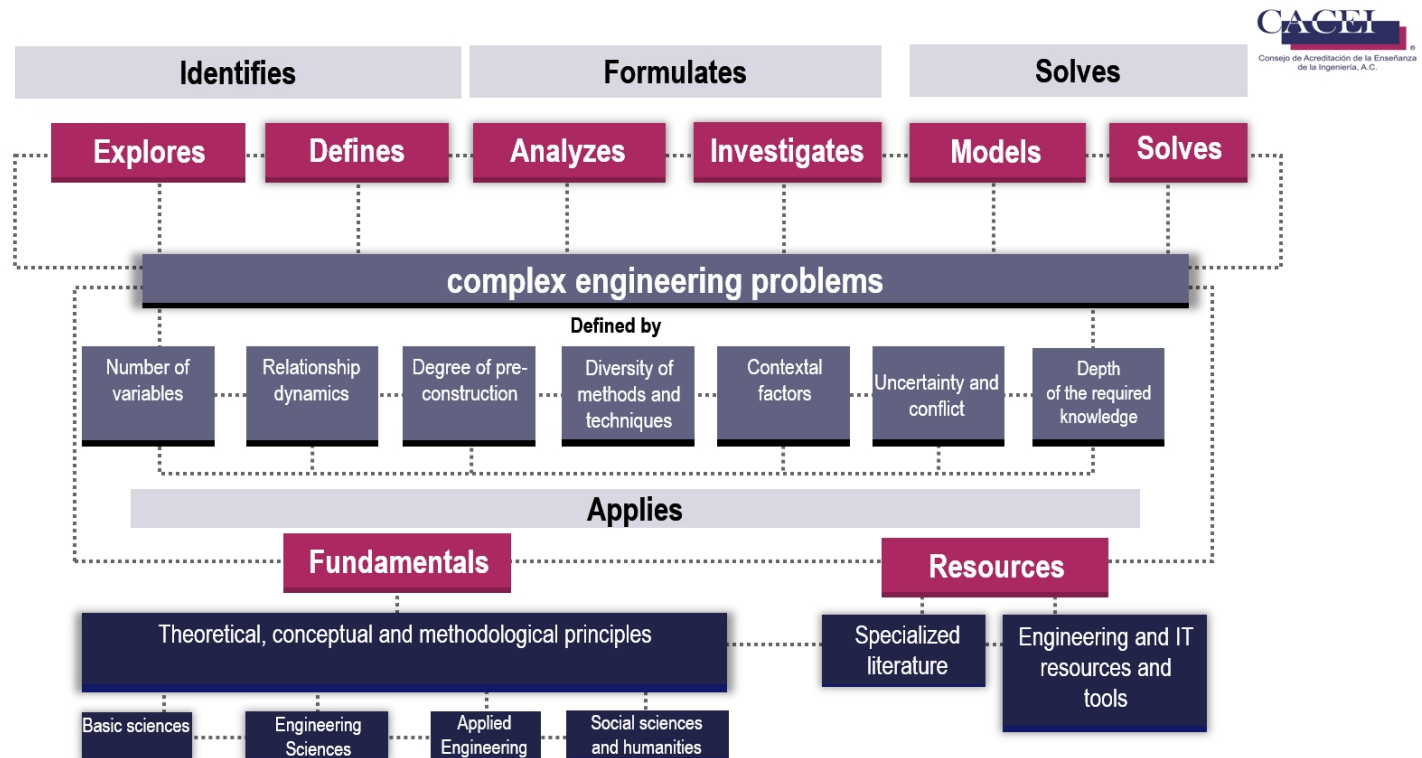 CACEI
®
Consejo de Acreditación de la Enseñanza
de la Ingeniería, A.C.
Identifies
Formulates
Solves
Explores
Defines
Analyzes
Investigates
Models
Solves
complex engineering problems
Defined by
Number of
variables
Relationship
dynamics
Degree of pre-
construction
Diversity of
methods and
techniques
Contextal
factors
Uncertainty and
conflict
Depth
of the required
knowledge
Applies
Fundamentals
Resources
Theoretical, conceptual and methodological principles
Specialized
literature
Engineering and IT
resources and
tools
Basic sciences
Engineering
Sciences
Applied
Engineering
Social sciences
and humanities